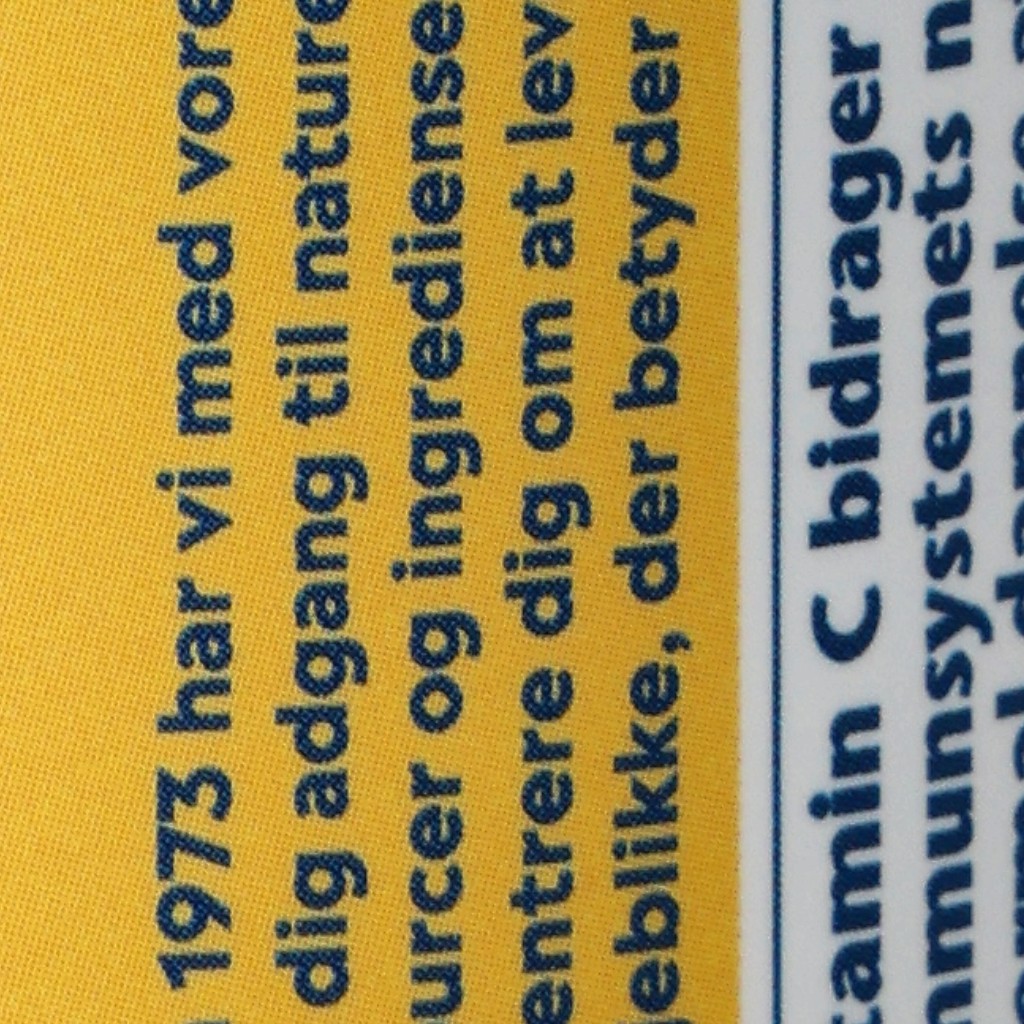 1973 har vi med vore
dig adgang til nature
urcer og ingrediense
entrere dig om at lev
eblikke, der betyder
tamin C bidrager
mmunsystemets n